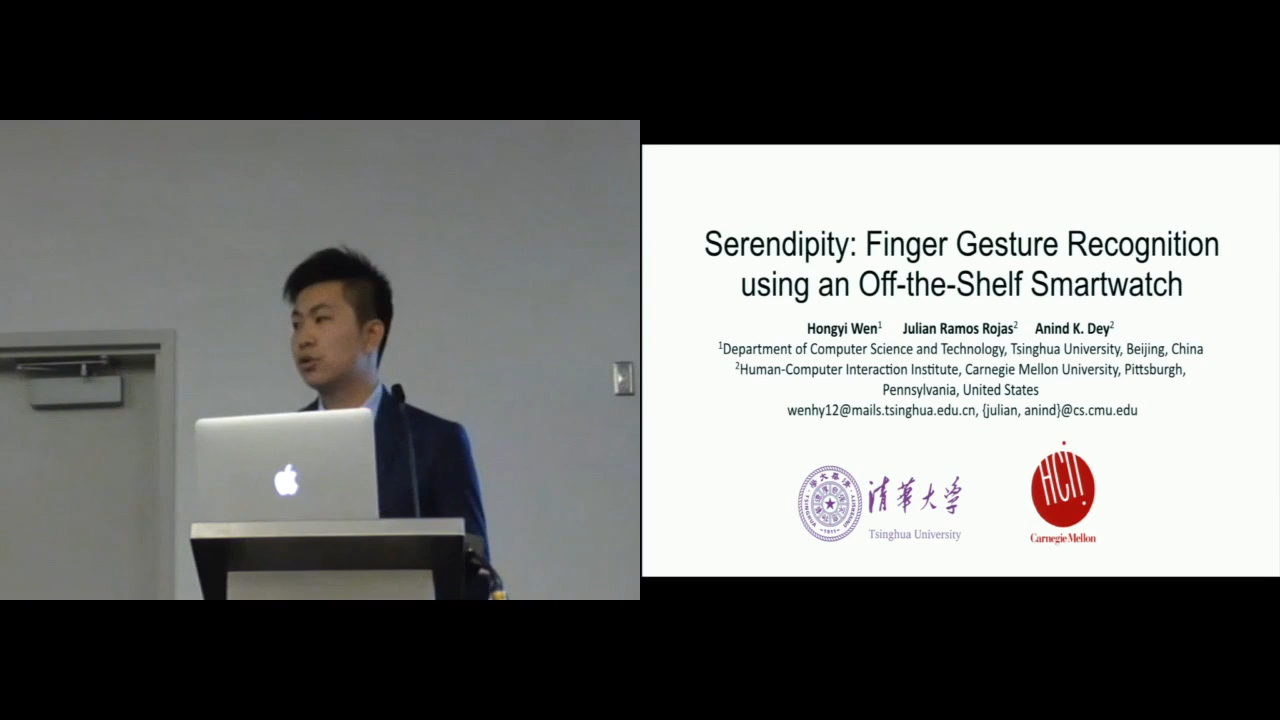 Serendipity: Finger Gesture Recognition
using an Off-the-Shelf Smartwatch
Hongyi Wen¹ Julian Ramos Rojas² Anind K. Dey²
¹Department of Computer Science and Technology, Tsinghua University, Beijing, China
²Human-Computer Interaction Institute, Carnegie Mellon University, Pittsburgh,
Pennsylvania, United States
wenhy12@mails.tsinghua.edu.cn, {julian, anind}@cs.cmu.edu
清華大学
Tsinghua University
HCII
Carnegie Mellon